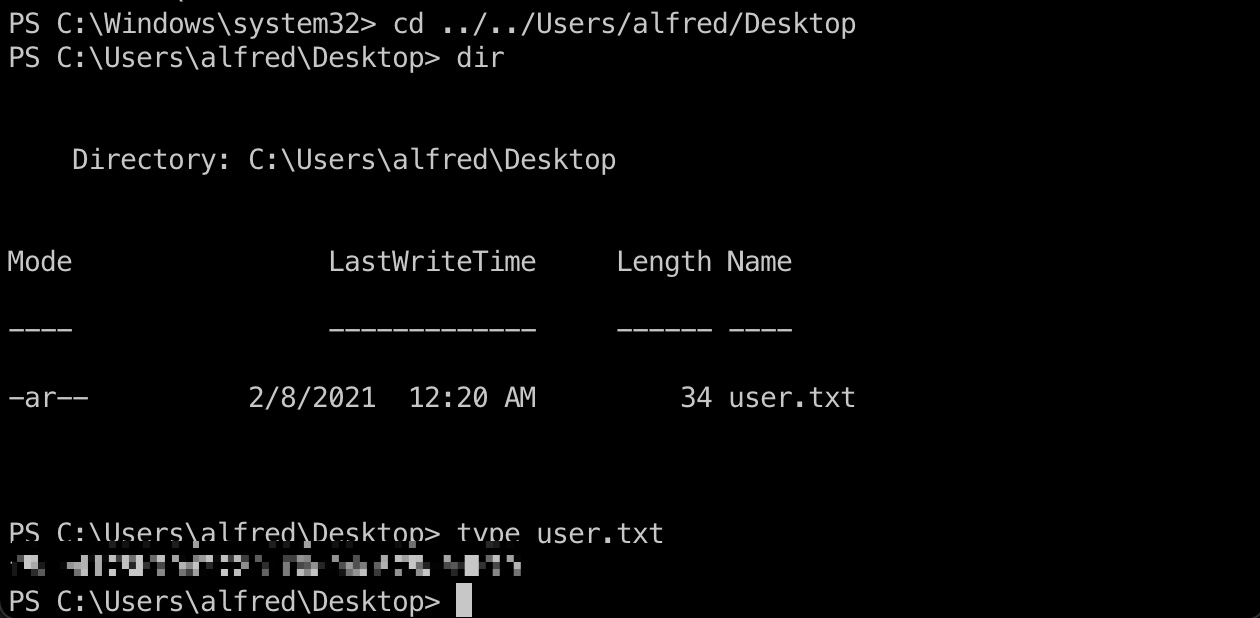 PS C:\Windows\system32> cd ../../Users/alfred/Desktop
PS C:\Users\alfred\Desktop> dir
Directory: C:\Users\alfred\Desktop
Mode LastWriteTime Length Name
---- ------------- ------ ----
-ar-- 2/8/2021 12:20 AM 34 user.txt
PS C:\Users\alfred\Desktop> type user.txt
PS C:\Users\alfred\Desktop>